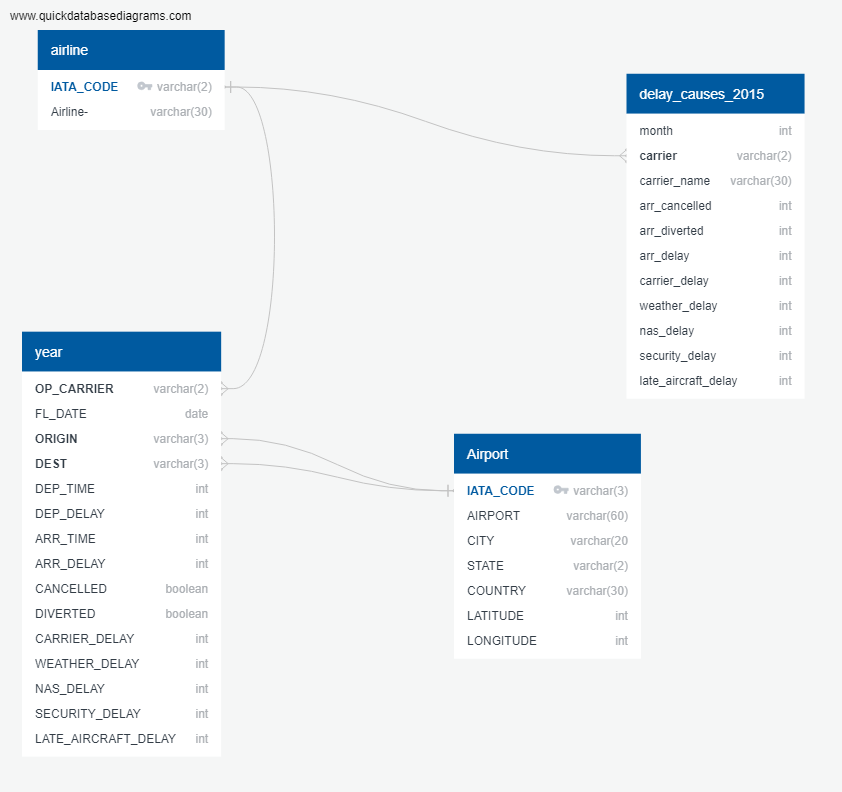 www.quickdatabasediagrams.com
airline
IATA_CODE varchar(2)
Airline- varchar(30)
delay_causes_2015
month int
carrier varchar(2)
carrier_name varchar(30)
arr_cancelled int
arr_diverted int
arr_delay int
carrier_delay int
weather_delay int
nas_delay int
security_delay int
late_aircraft_delay int
year
OP_CARRIER varchar(2)
FL_DATE date
ORIGIN varchar(3)
DEST varchar(3)
DEP_TIME int
DEP_DELAY int
ARR_TIME int
ARR_DELAY int
CANCELLED boolean
DIVERTED boolean
CARRIER_DELAY int
WEATHER_DELAY int
NAS_DELAY int
SECURITY_DELAY int
LATE_AIRCRAFT_DELAY int
Airport
IATA_CODE varchar(3)
AIRPORT varchar(60)
CITY varchar(20
STATE varchar(2)
COUNTRY varchar(30)
LATITUDE int
LONGITUDE int